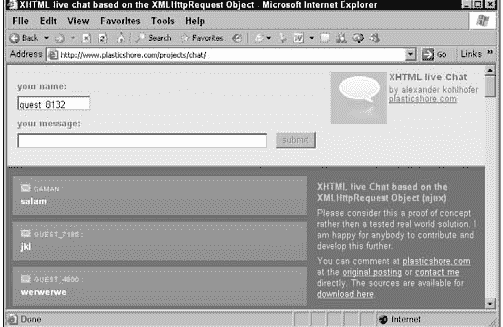 XHTML live chat based on the XMLHttpRequest Object - Microsoft Internet Explorer
File Edit View Favorites Tools Help
Back Search Favorites
Address http://www.plasticshore.com/projects/chat/ Go Links »
your name:
guest_8132
your message:
submit
XHTML live Chat
by alexander kohlhofer
plasticshore.com
SAMAN
salam
GUEST_7185:
jkl
werwerwe
XHTML live Chat based on the
XMLHttpRequest Object (ajax)
Please consider this a proof of concept
rather then a tested real world solution. I
am happy for anybody to contribute and
develop this further.
You can comment at plasticshore.com
at the original posting or contact me
directly. The sources are available for
download here.
Done Internet